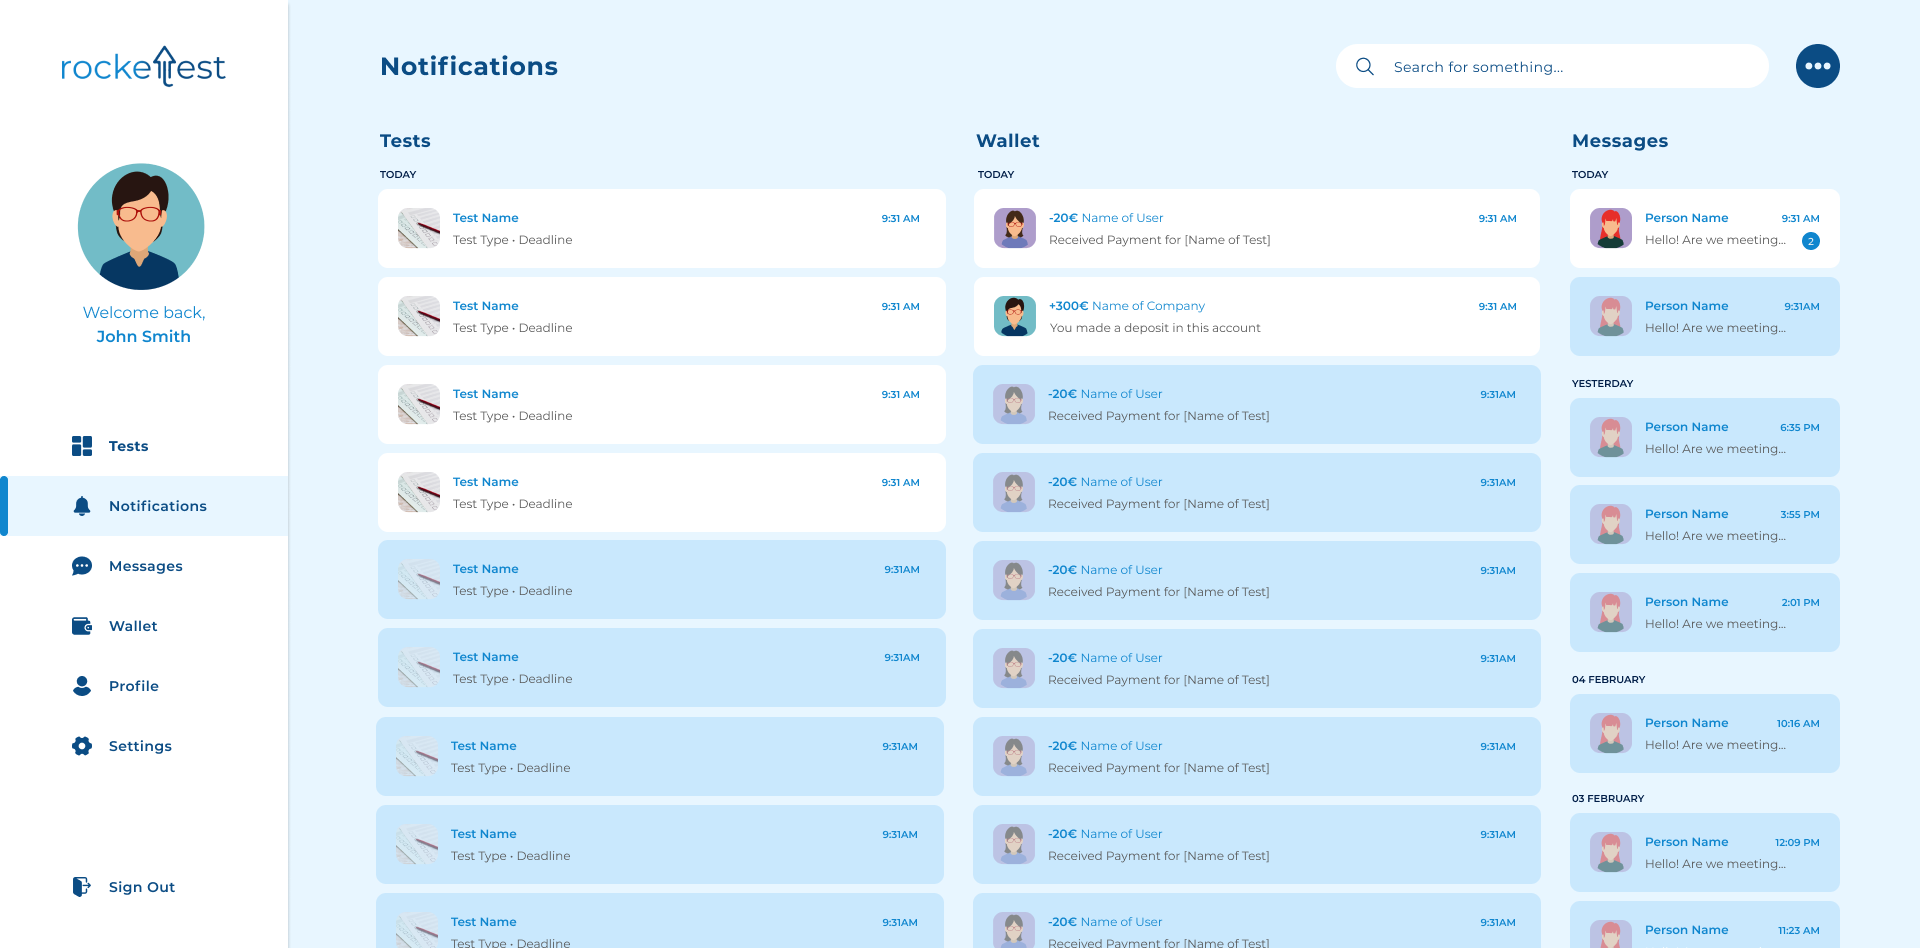 rockettest
Welcome back,
John Smith
Tests
Notifications
Messages
Wallet
Profile
Settings
Sign Out
Notifications
Search for something...
Tests
TODAY
Test Name
9:31 AM
Test Type • Deadline
Test Name
9:31 AM
Test Type • Deadline
Test Name
9:31 AM
Test Type • Deadline
Test Name
9:31 AM
Test Type • Deadline
Test Name
9:31AM
Test Type • Deadline
Test Name
9:31AM
Test Type • Deadline
Test Name
9:31AM
Test Type • Deadline
Test Name
9:31AM
Test Type • Deadline
Test Name
9:31AM
Test Type • Deadline
Wallet
TODAY
-20€ Name of User
9:31 AM
Received Payment for [Name of Test]
+300€ Name of Company
9:31 AM
You made a deposit in this account
-20€ Name of User
9:31AM
Received Payment for [Name of Test]
-20€ Name of User
9:31AM
Received Payment for [Name of Test]
-20€ Name of User
9:31AM
Received Payment for [Name of Test]
-20€ Name of User
9:31AM
Received Payment for [Name of Test]
-20€ Name of User
9:31AM
Received Payment for [Name of Test]
-20€ Name of User
9:31AM
Received Payment for [Name of Test]
-20€ Name of User
9:31AM
Received Payment for [Name of Test]
Messages
TODAY
Person Name
9:31 AM
Hello! Are we meeting...
2
Person Name
9:31AM
Hello! Are we meeting...
YESTERDAY
Person Name
6:35 PM
Hello! Are we meeting...
Person Name
3:55 PM
Hello! Are we meeting...
Person Name
2:01 PM
Hello! Are we meeting...
04 FEBRUARY
Person Name
10:16 AM
Hello! Are we meeting...
03 FEBRUARY
Person Name
12:09 PM
Hello! Are we meeting...
Person Name
11:23 AM